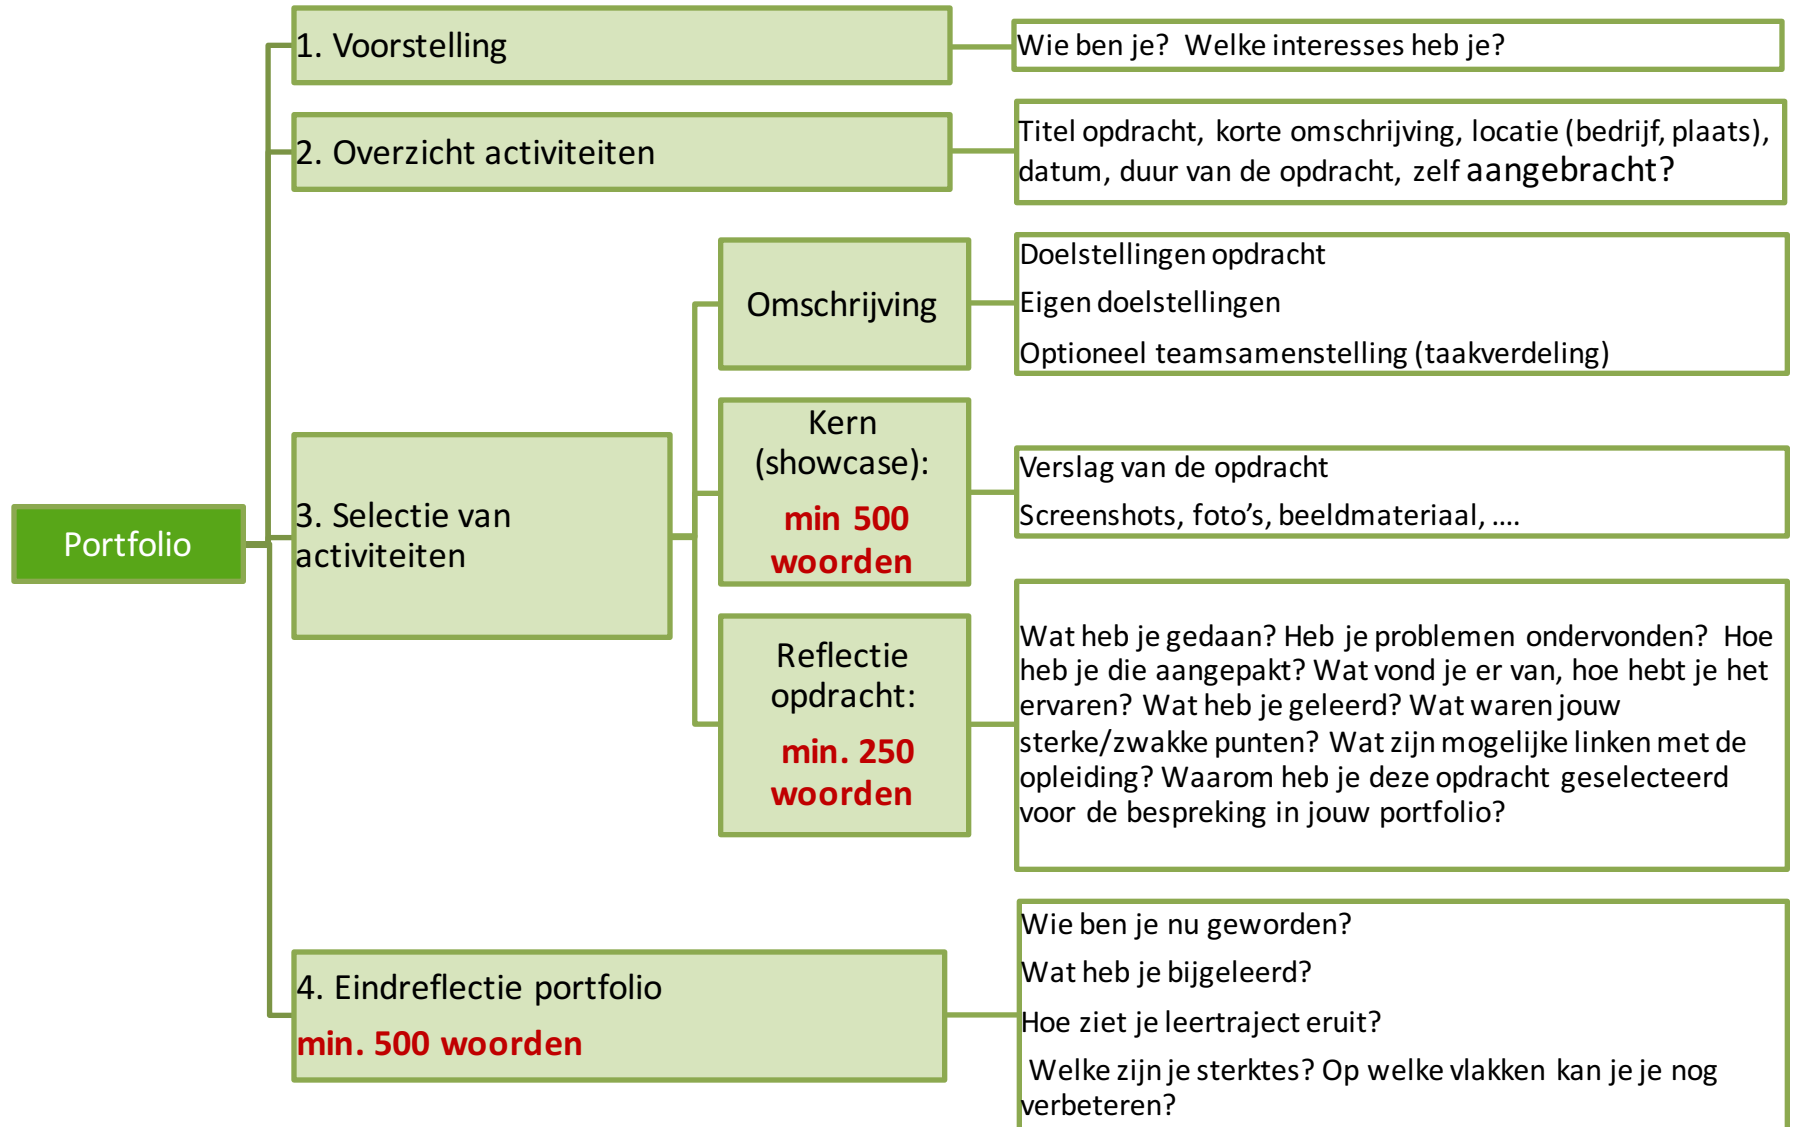 Portfolio
1. Voorstelling
Wie ben je? Welke interesses heb je?
2. Overzicht activiteiten
Titel opdracht, korte omschrijving, locatie (bedrijf, plaats),
datum, duur van de opdracht, zelf aangebracht?
3. Selectie van
activiteiten
Omschrijving
Doelstellingen opdracht
Eigen doelstellingen
Optioneel teamsamenstelling (taakverdeling)
Kern
(showcase):
min 500
woorden
Verslag van de opdracht
Screenshots, foto's, beeldmateriaal, ....
Reflectie
opdracht:
min. 250
woorden
Wat heb je gedaan? Heb je problemen ondervonden? Hoe
heb je die aangepakt? Wat vond je er van, hoe hebt je het
ervaren? Wat heb je geleerd? Wat waren jouw
sterke/zwakke punten? Wat zijn mogelijke linken met de
opleiding? Waarom heb je deze opdracht geselecteerd
voor de bespreking in jouw portfolio?
4. Eindreflectie portfolio
min. 500 woorden
Wie ben je nu geworden?
Wat heb je bijgeleerd?
Hoe ziet je leertraject eruit?
Welke zijn je sterktes? Op welke vlakken kan je je nog
verbeteren?